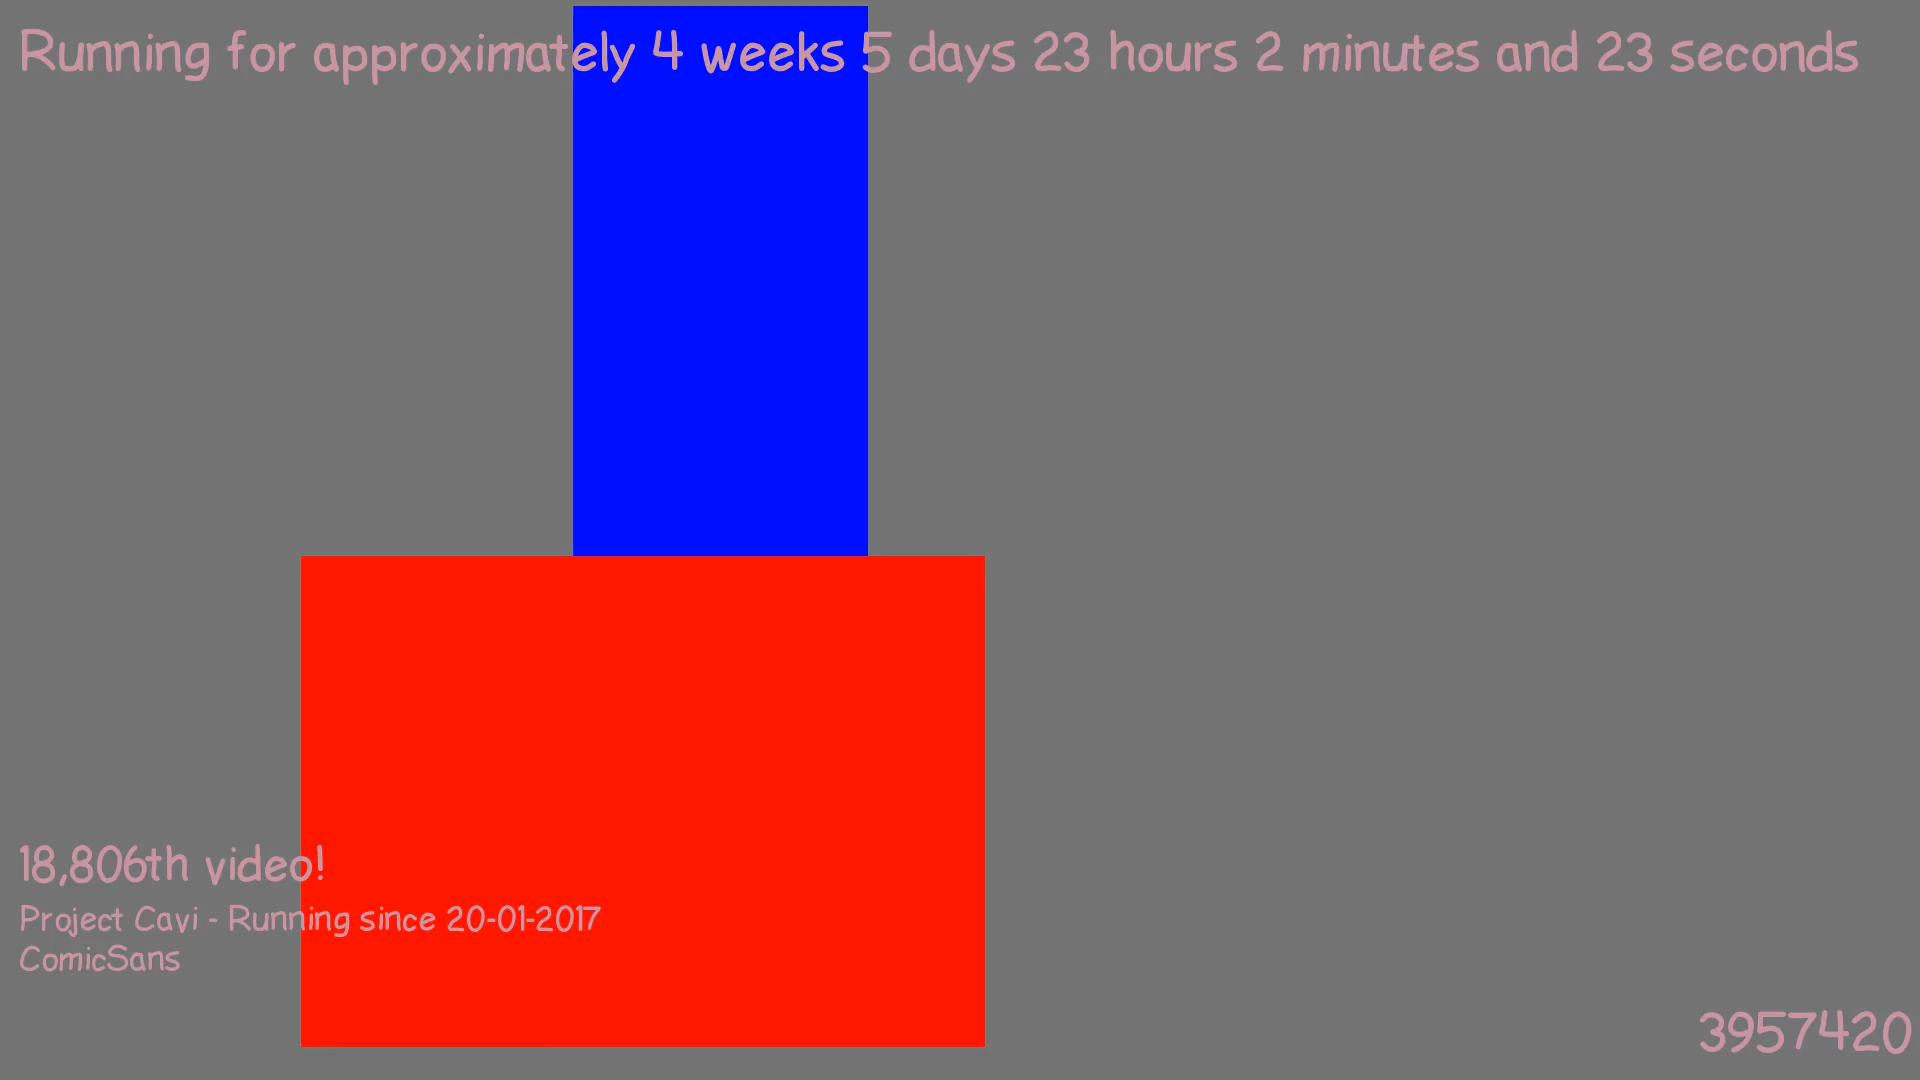 Running for approximately 4 weeks 5 days 23 hours 2 minutes and 23 seconds
18,806th video!
Project Cavi - Running since 20-01-2017
ComicSans
3957420